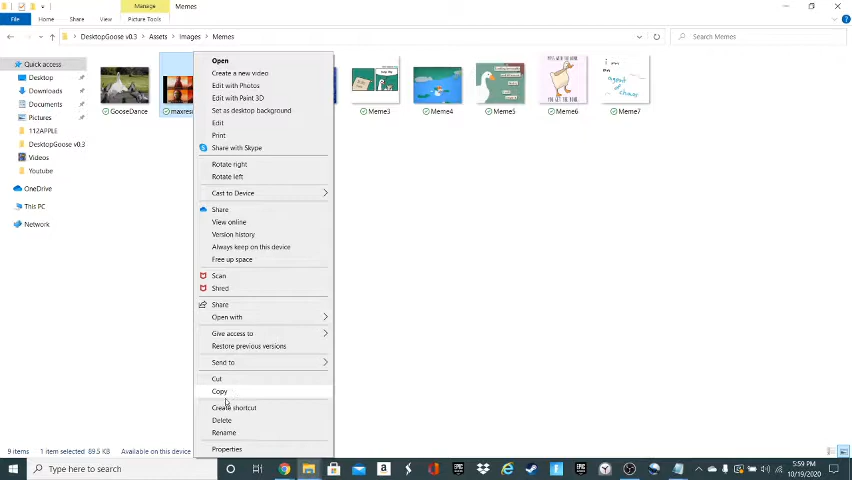 Manage
Memes
File
Home
Share
View
Picture Tools
DesktopGoose v0.3
Assets
Images
Memes
Search Memes
Quick access
Desktop
Downloads
Documents
Pictures
112APPLE
DesktopGoose v0.3
Videos
Youtube
OneDrive
This PC
Network
GooseDance
maxres
Meme3
Meme4
Meme5
Meme6
Meme7
i am
an
agent of
chaos
Open
Create a new video
Edit with Photos
Edit with Paint 3D
Set as desktop background
Edit
Print
Share with Skype
Rotate right
Rotate left
Cast to Device
Share
View online
Version history
Always keep on this device
Free up space
Scan
Shred
Share
Open with
Give access to
Restore previous versions
Send to
Cut
Copy
Create shortcut
Delete
Rename
Properties
9 items
1 item selected 89.5 KB
Available on this device
Type here to search
5:59 PM
10/19/2020